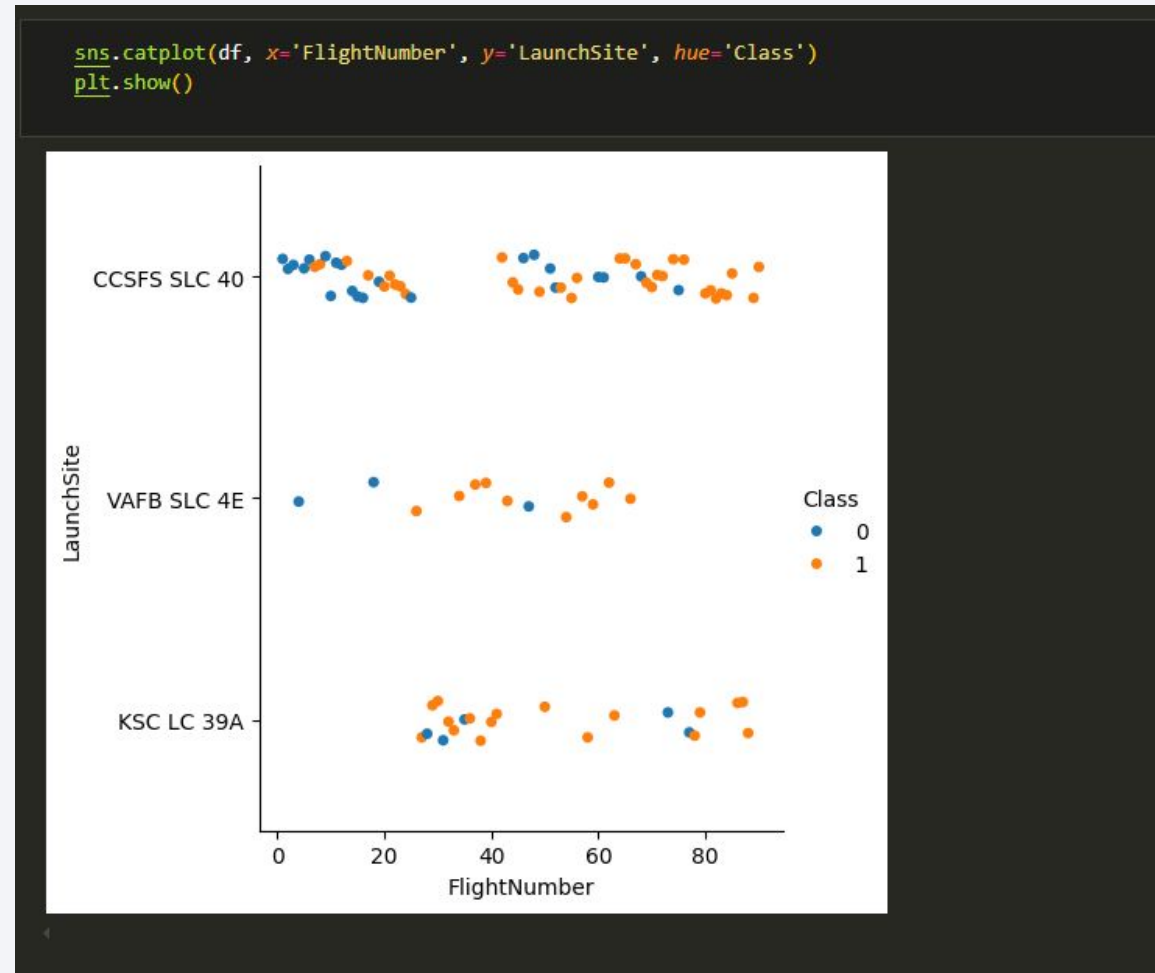 sns.catplot(df, x='FlightNumber', y='LaunchSite', hue='Class')
plt.show()
CCSFS SLC 40
VAFB SLC 4E
KSC LC 39A
LaunchSite
0 20 40 60 80
FlightNumber
Class
0
1